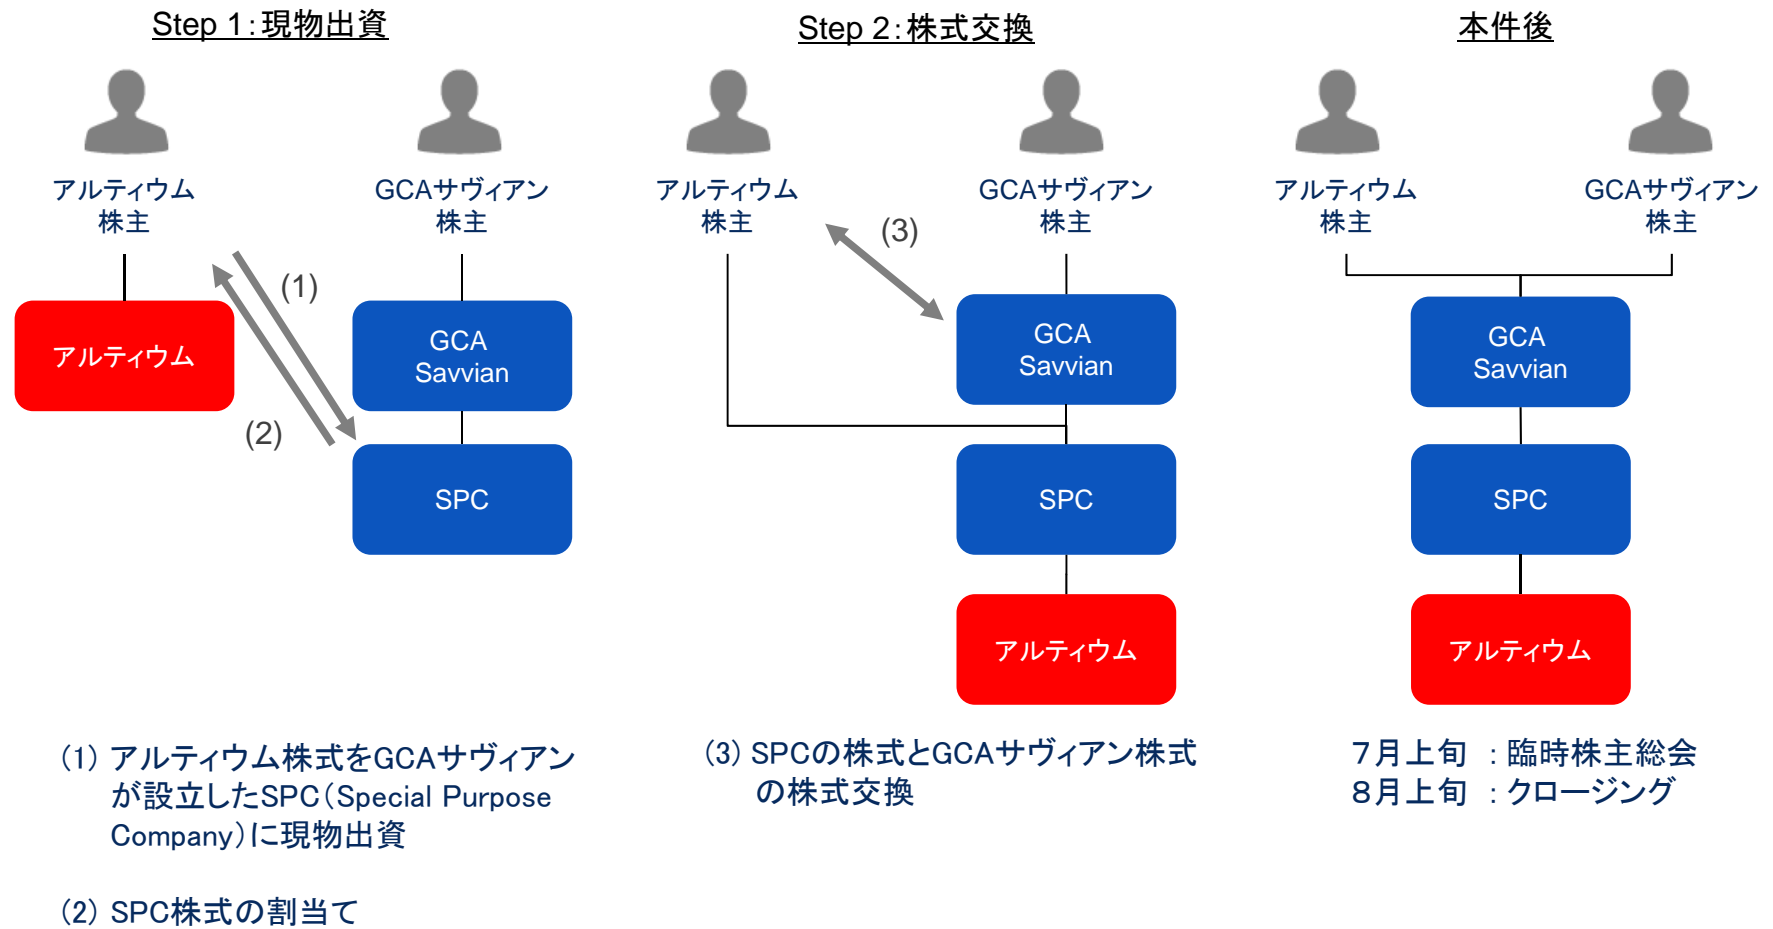 Step 1：現物出資
アルティウム
株主
GCAサヴィアン
株主
(1)
(2)
アルティウム
GCA
Savvian
SPC
(1) アルティウム株式をGCAサヴィアン
が設立したSPC（Special Purpose
Company）に現物出資
(2) SPC株式の割当て
Step 2：株式交換
アルティウム
株主
GCAサヴィアン
株主
(3)
GCA
Savvian
SPC
アルティウム
(3) SPCの株式とGCAサヴィアン株式
の株式交換
本件後
アルティウム
株主
GCAサヴィアン
株主
GCA
Savvian
SPC
アルティウム
７月上旬 ：臨時株主総会
８月上旬 ：クロージング